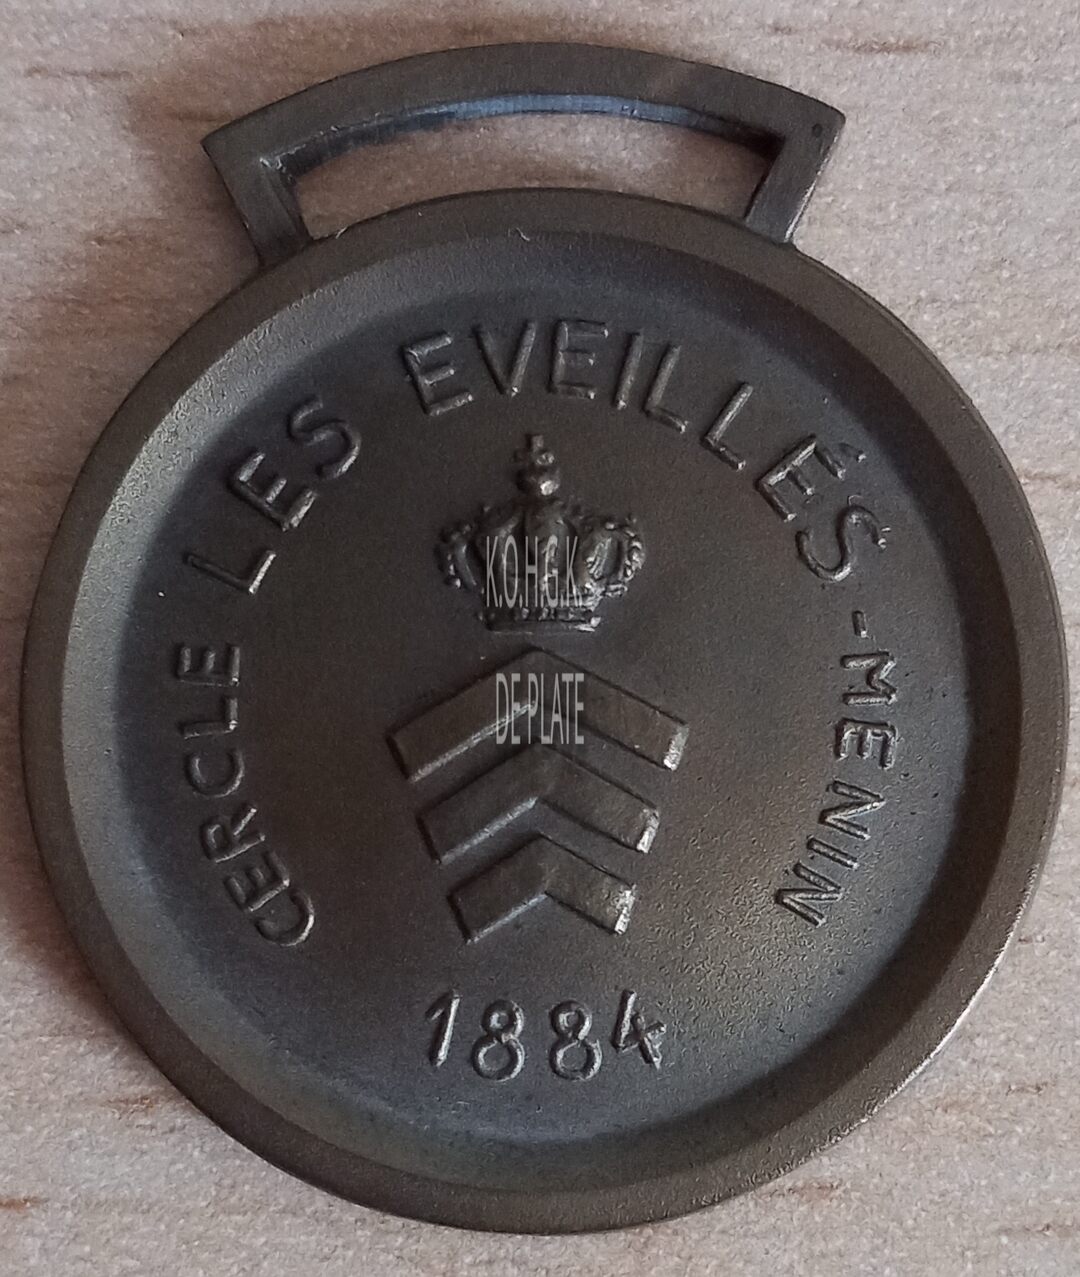 CERCLE LES EVEILLÉS-MENIN
K.O.H.G.K.
DE PLATE
1884